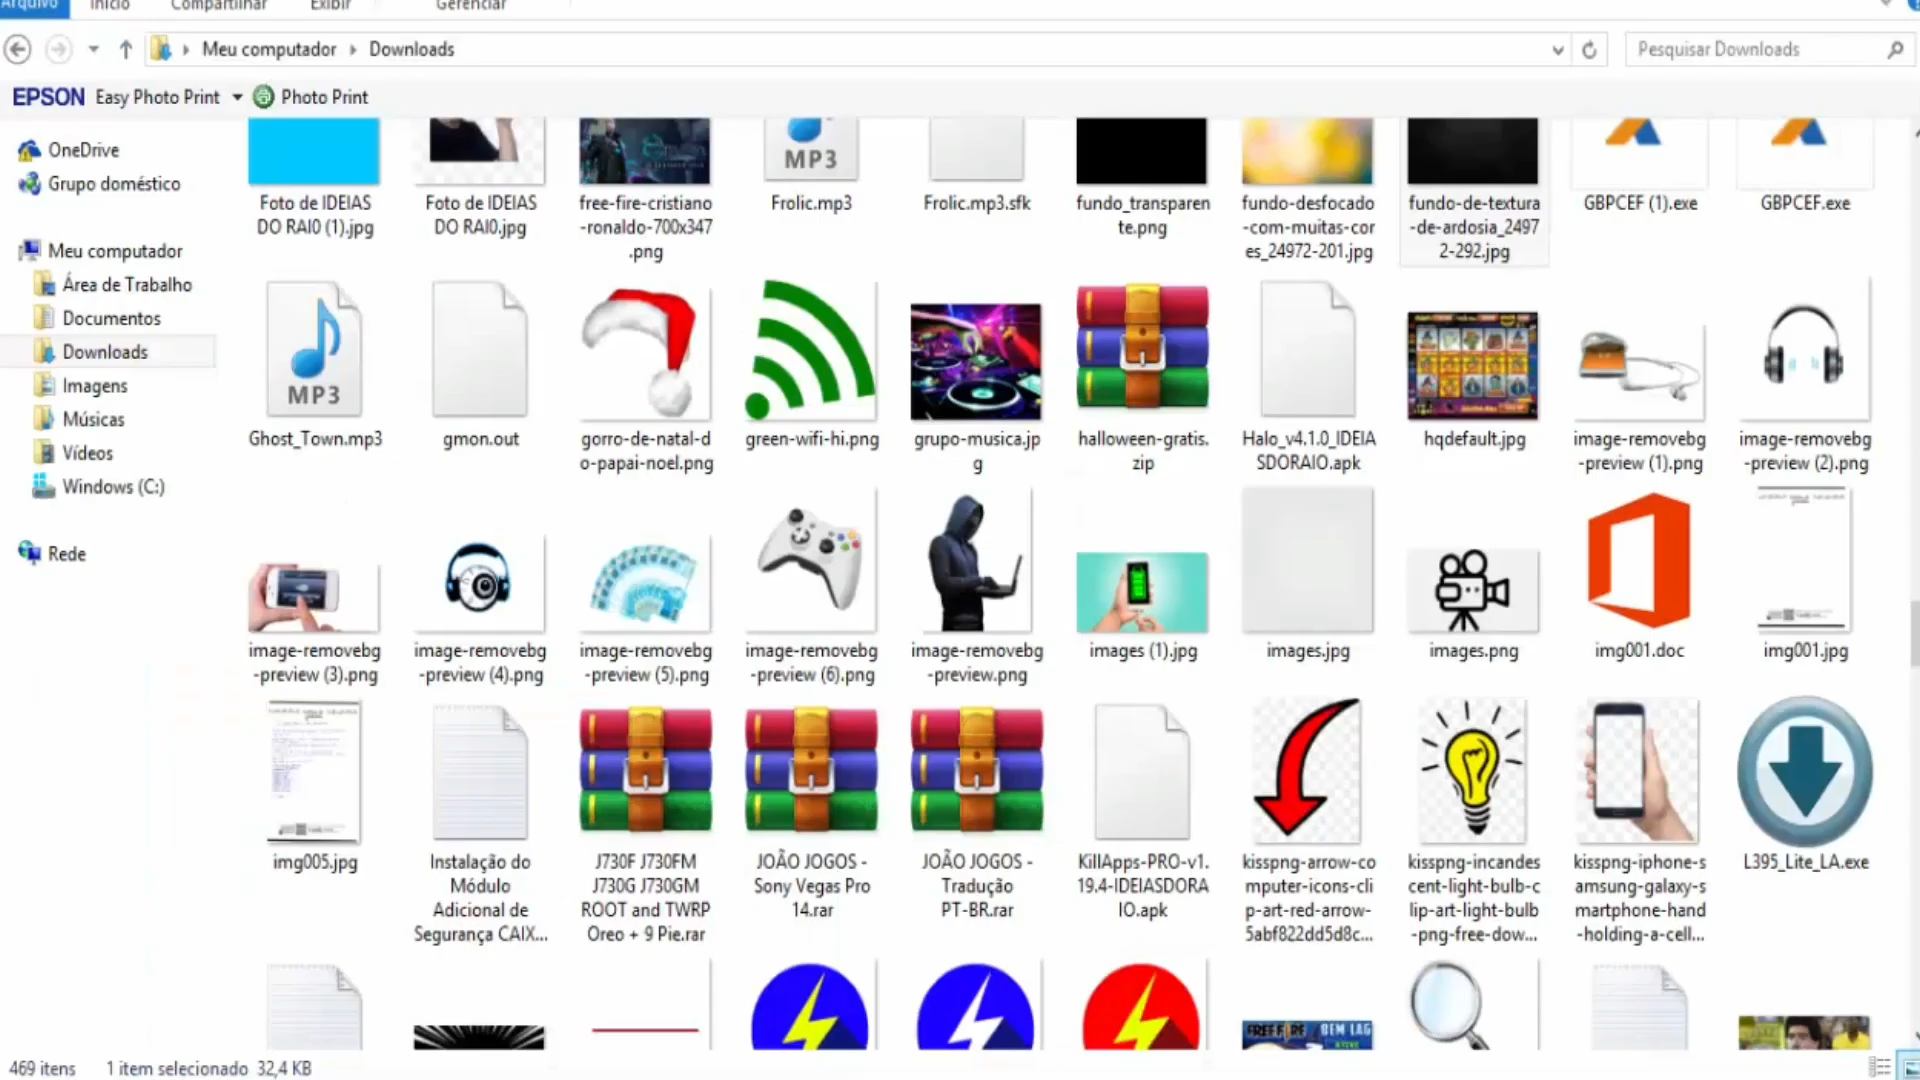 Arquivo Início Compartilhar Exibir Gerenciar
Meu computador Downloads Pesquisar Downloads
EPSON Easy Photo Print Photo Print
OneDrive
Grupo doméstico
Meu computador
Área de Trabalho
Documentos
Downloads
Imagens
Músicas
Vídeos
Windows (C:)
Rede
MP3
Foto de IDEIAS
DO RAI0 (1).jpg
Foto de IDEIAS
DO RAI0.jpg
free-fire-cristiano
-ronaldo-700x347
.png
Frolic.mp3
Frolic.mp3.sfk
fundo_transparen
te.png
fundo-desfocado
-com-muitas-cor
es_24972-201.jpg
fundo-de-textura
-de-ardosia_2497
2-292.jpg
GBPCEF (1).exe
GBPCEF.exe
MP3
Ghost_Town.mp3
gmon.out
gorro-de-natal-d
o-papai-noel.png
green-wifi-hi.png
grupo-musica.jp
g
halloween-gratis.
zip
Halo_v4.1.0_IDEIA
SDORAIO.apk
hqdefault.jpg
image-removebg
-preview (1).png
image-removebg
-preview (2).png
image-removebg
-preview (3).png
image-removebg
-preview (4).png
image-removebg
-preview (5).png
image-removebg
-preview (6).png
image-removebg
-preview.png
images (1).jpg
images.jpg
images.png
img001.doc
img001.jpg
img005.jpg
Instalação do
Módulo
Adicional de
Segurança CAIX...
J730F J730FM
J730G J730GM
ROOT and TWRP
Oreo + 9 Pie.rar
JOÃO JOGOS -
Sony Vegas Pro
14.rar
JOÃO JOGOS -
Tradução
PT-BR.rar
KillApps-PRO-v1.
19.4-IDEIASDORA
IO.apk
kisspng-arrow-co
mputer-icons-cli
p-art-red-arrow-
5abf822dd5d8c...
kisspng-incandes
cent-light-bulb-c
lip-art-light-bulb
-png-free-dow...
kisspng-iphone-s
amsung-galaxy-s
martphone-hand
-holding-a-cell...
L395_Lite_LA.exe
FREE FIRE SEM LAG
469 itens 1 item selecionado 32,4 KB